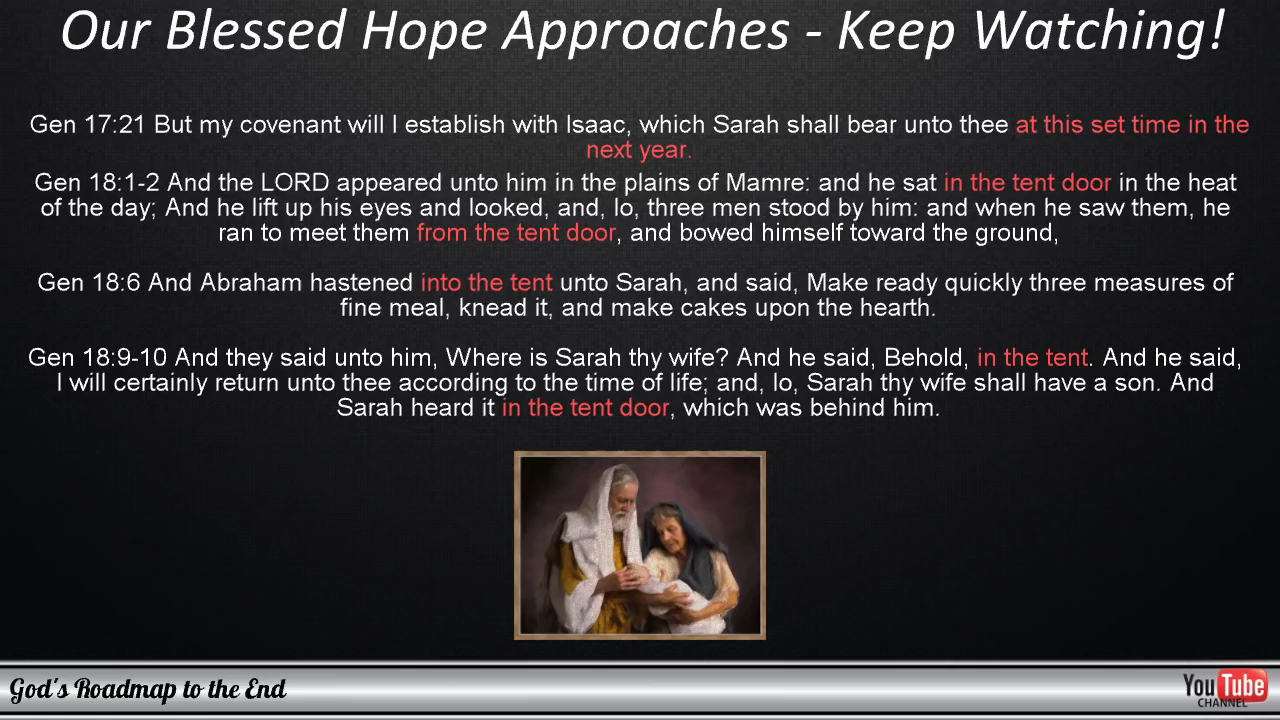 Our Blessed Hope Approaches - Keep Watching!
Gen 17:21 But my covenant will I establish with Isaac, which Sarah shall bear unto thee at this set time in the
next year.
Gen 18:1-2 And the LORD appeared unto him in the plains of Mamre: and he sat in the tent door in the heat
of the day; And he lift up his eyes and looked, and, lo, three men stood by him: and when he saw them, he
ran to meet them from the tent door, and bowed himself toward the ground,
Gen 18:6 And Abraham hastened into the tent unto Sarah, and said, Make ready quickly three measures of
fine meal, knead it, and make cakes upon the hearth.
Gen 18:9-10 And they said unto him, Where is Sarah thy wife? And he said, Behold, in the tent. And he said,
I will certainly return unto thee according to the time of life; and, lo, Sarah thy wife shall have a son. And
Sarah heard it in the tent door, which was behind him.
God's Roadmap to the End
YouTube
CHANNEL